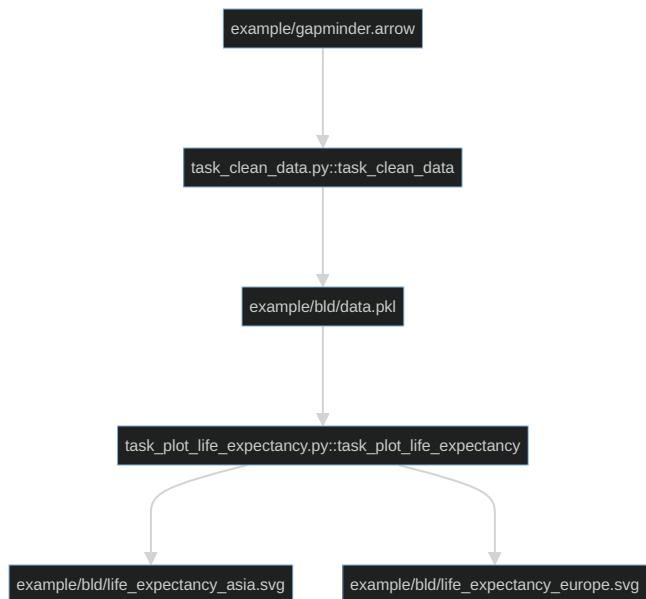 example/gapminder.arrow
task_clean_data.py::task_clean_data
example/bld/data.pkl
task_plot_life_expectancy.py::task_plot_life_expectancy
example/bld/life_expectancy_asia.svg
example/bld/life_expectancy_europe.svg